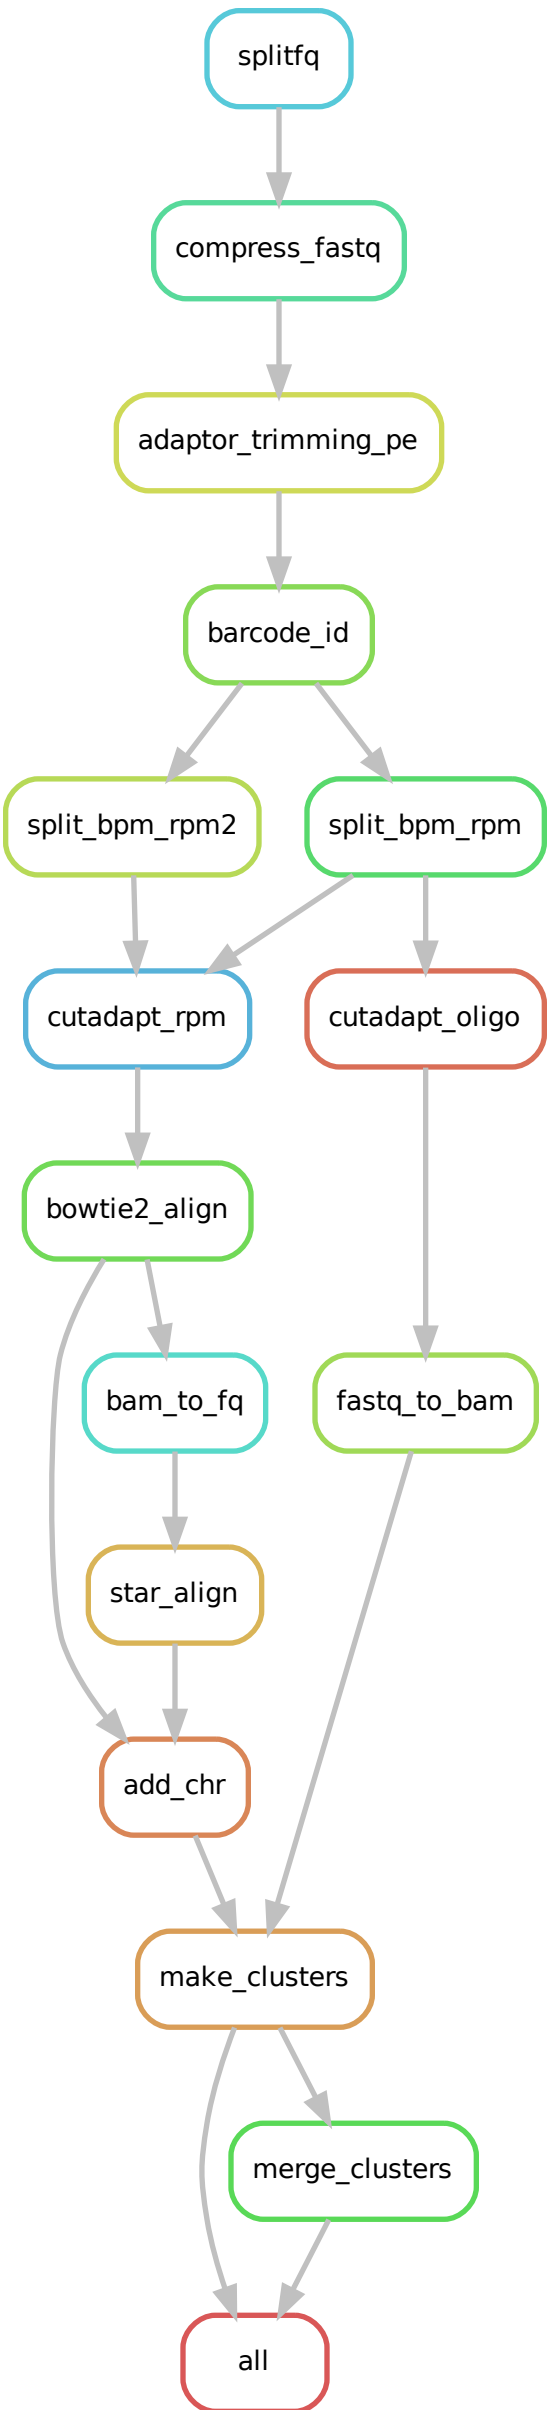 splitfq
compress_fastq
adaptor_trimming_pe
barcode_id
split_bpm_rpm2
split_bpm_rpm
cutadapt_rpm
cutadapt_oligo
bowtie2_align
bam_to_fq
fastq_to_bam
star_align
add_chr
make_clusters
merge_clusters
all